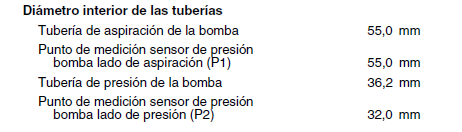 Diámetro interior de las tuberías
Tubería de aspiración de la bomba 55,0 mm
Punto de medición sensor de presión
bomba lado de aspiración (P1) 55,0 mm
Tubería de presión de la bomba 36,2 mm
Punto de medición sensor de presión
bomba lado de presión (P2) 32,0 mm